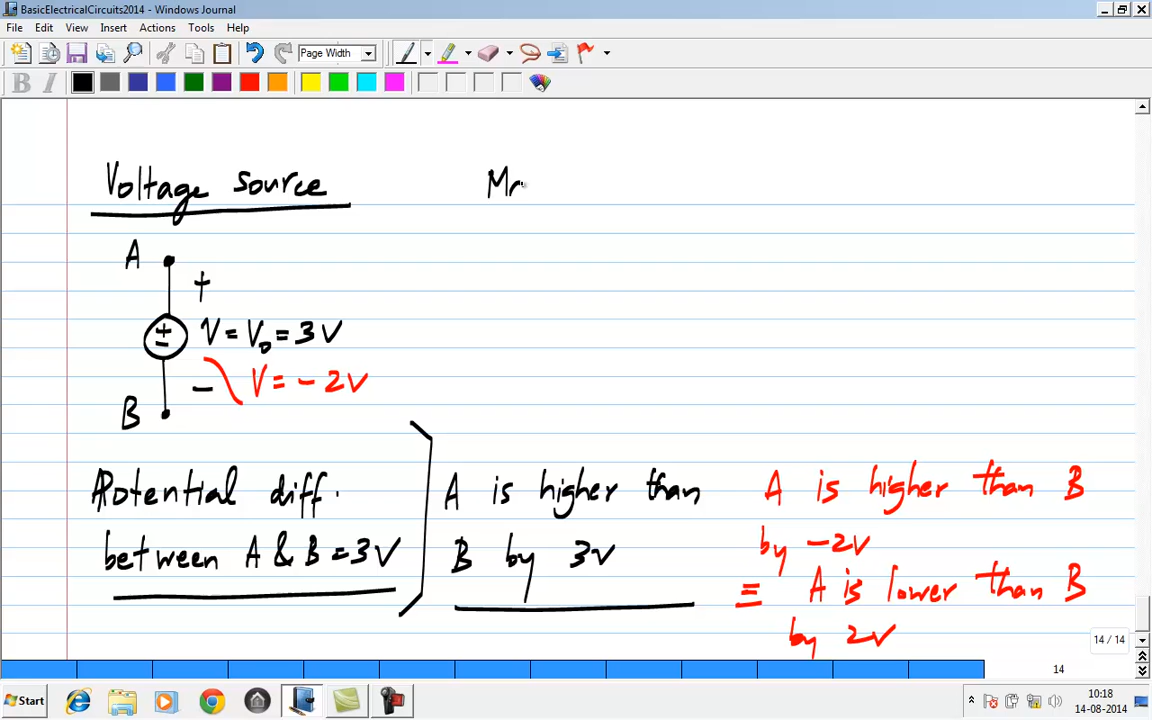 BasicElectricalCircuits2014 - Windows Journal
File Edit View Insert Actions Tools Help
Page Width
B I
Voltage source
Mr
A
+
+
−
V = V0 = 3V
− V = −2V
B
Potential diff.
between A & B = 3V
A is higher than
B by 3V
A is higher than B
by −2V
≡ A is lower than B
by 2V
14 / 14
14
Start
10:18
14-08-2014